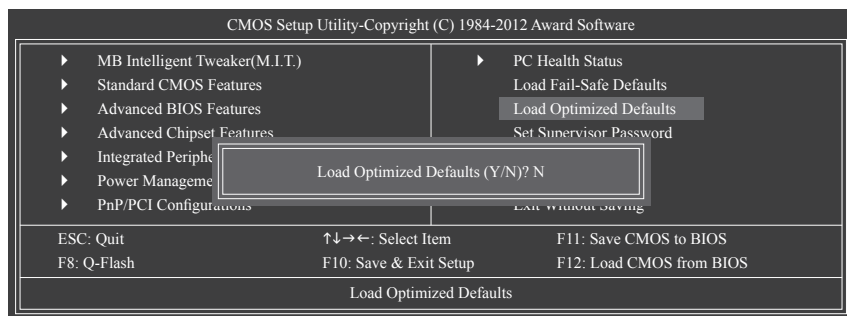 CMOS Setup Utility-Copyright (C) 1984-2012 Award Software
MB Intelligent Tweaker(M.I.T.)
Standard CMOS Features
Advanced BIOS Features
Advanced Chipset Features
Integrated Periphe
Power Manageme
PnP/PCI Configurations
PC Health Status
Load Fail-Safe Defaults
Load Optimized Defaults
Set Supervisor Password
Exit Without Saving
Load Optimized Defaults (Y/N)? N
ESC: Quit ↑↓→←: Select Item F11: Save CMOS to BIOS
F8: Q-Flash F10: Save & Exit Setup F12: Load CMOS from BIOS
Load Optimized Defaults